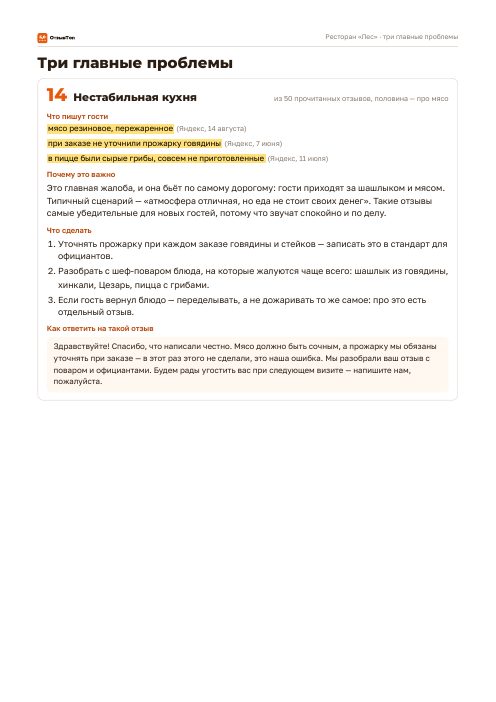 ОтзывТоп
Ресторан «Лес» · три главные проблемы
Три главные проблемы
14 Нестабильная кухня
из 50 прочитанных отзывов, половина — про мясо
Что пишут гости
мясо резиновое, пережаренное (Яндекс, 14 августа)
при заказе не уточнили прожарку говядины (Яндекс, 7 июня)
в пицце были сырые грибы, совсем не приготовленные (Яндекс, 11 июля)
Почему это важно
Это главная жалоба, и она бьёт по самому дорогому: гости приходят за шашлыком и мясом.
Типичный сценарий — «атмосфера отличная, но еда не стоит своих денег». Такие отзывы
самые убедительные для новых гостей, потому что звучат спокойно и по делу.
Что сделать
1. Уточнять прожарку при каждом заказе говядины и стейков — записать это в стандарт для
официантов.
2. Разобрать с шеф-поваром блюда, на которые жалуются чаще всего: шашлык из говядины,
хинкали, Цезарь, пицца с грибами.
3. Если гость вернул блюдо — переделывать, а не дожаривать то же самое: про это есть
отдельный отзыв.
Как ответить на такой отзыв
Здравствуйте! Спасибо, что написали честно. Мясо должно быть сочным, а прожарку мы обязаны
уточнять при заказе — в этот раз этого не сделали, это наша ошибка. Мы разобрали ваш отзыв с
поваром и официантами. Будем рады угостить вас при следующем визите — напишите нам,
пожалуйста.